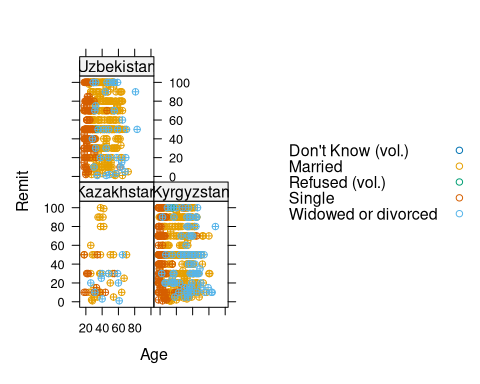 Uzbekistan
100
80
60
40
20
0
Kazakhstan Kyrgyzstan
100
80
60
40
20
0
20 40 60 80
Remit
Age
Don't Know (vol.)
Married
Refused (vol.)
Single
Widowed or divorced